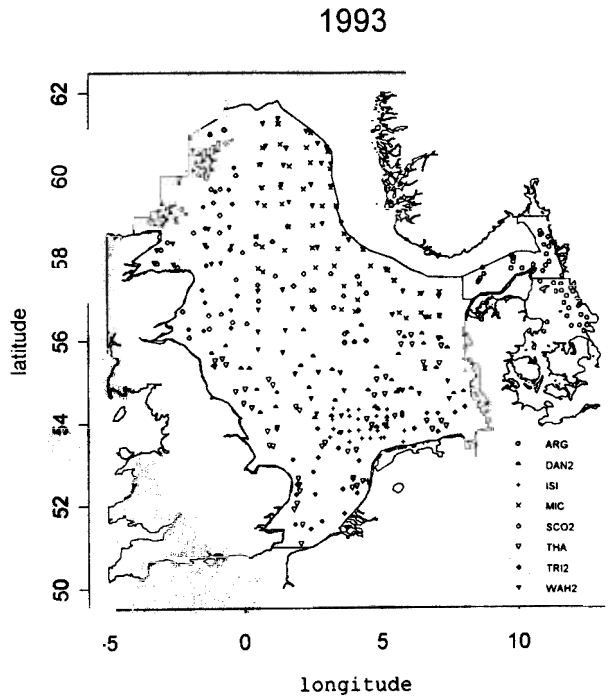 1993
62
60
58
56
54
52
50
latitude
-5
0
5
10
longitude
ARG
DAN2
ISI
MIC
SCO2
THA
TRI2
WAH2